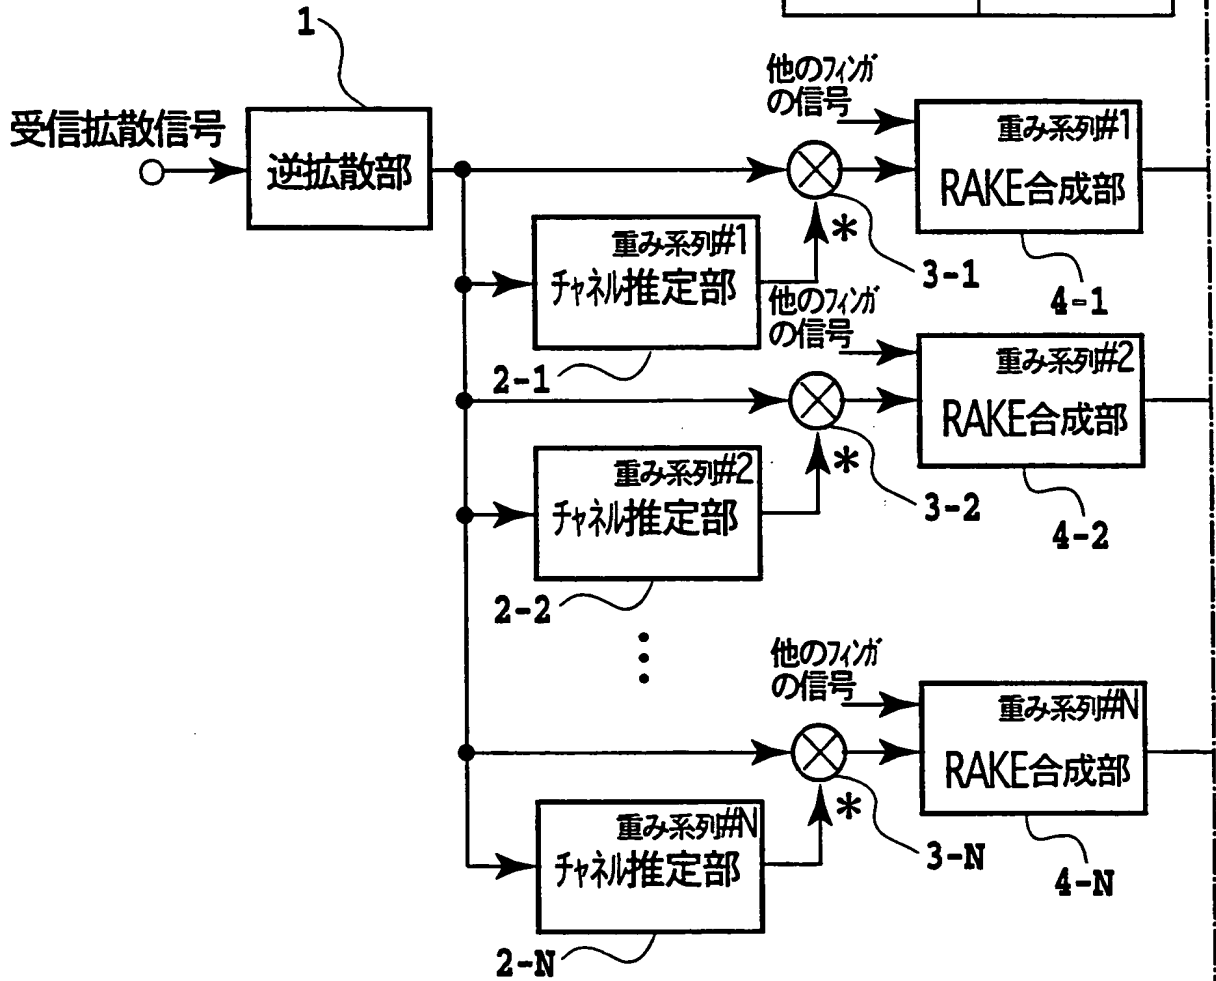 1
受信拡散信号
逆拡散部
他のフィンガ
の信号
重み系列#1
RAKE合成部
*
3-1
4-1
重み系列#1
チャネル推定部
2-1
他のフィンガ
の信号
重み系列#2
RAKE合成部
*
3-2
4-2
重み系列#2
チャネル推定部
2-2
他のフィンガ
の信号
重み系列#N
RAKE合成部
*
3-N
4-N
重み系列#N
チャネル推定部
2-N